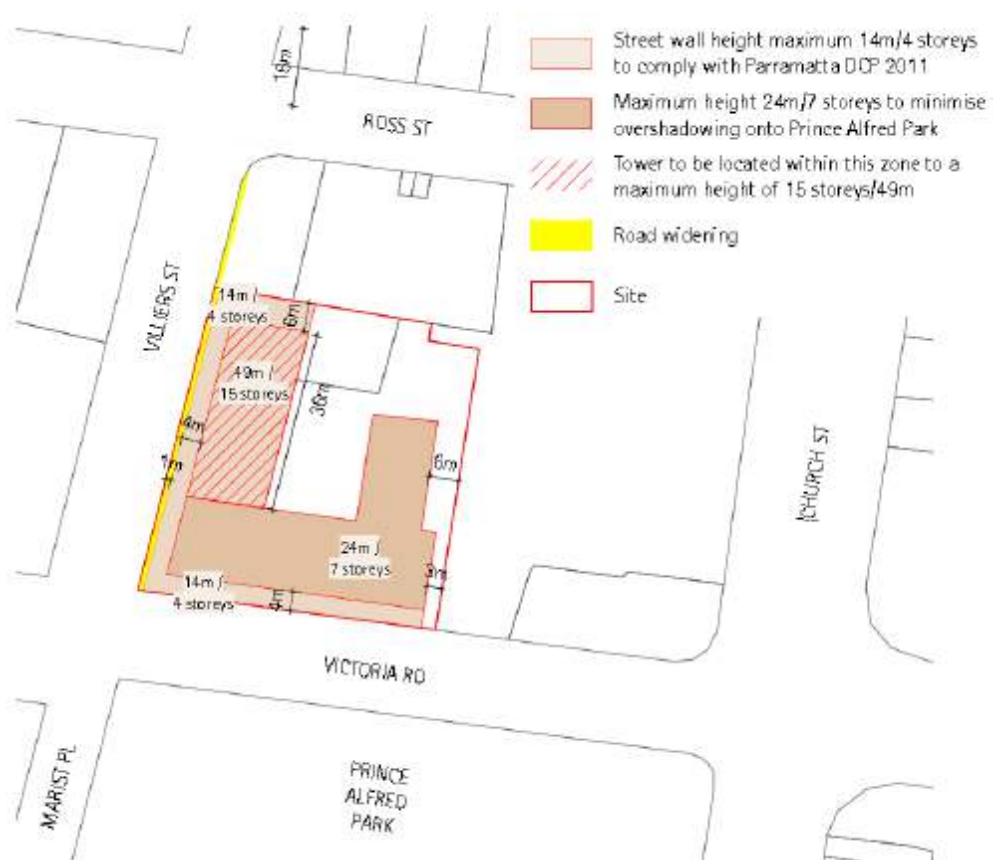 Street wall height maximum 14m/4 storeys
to comply with Parramatta DCP 2011
Maximum height 24m/7 storeys to minimise
overshadowing onto Prince Alfred Park
Tower to be located within this zone to a
maximum height of 15 storeys/49m
Road widening
Site
18m
ROSS ST
VILLIERS ST
14m /
4 storeys
6m
49m /
15 storeys
36m
4m
1m
6m
CHURCH ST
24m /
7 storeys
3m
14m /
4 storeys
4m
VICTORIA RD
MARIST PL
PRINCE
ALFRED
PARK